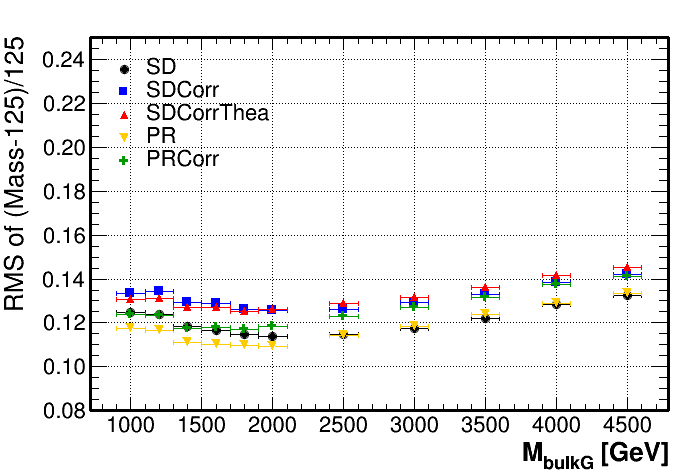 RMS of (Mass-125)/125
0.24
0.22
0.20
0.18
0.16
0.14
0.12
0.10
0.08
SD
SDCorr
SDCorrThea
PR
PRCorr
1000 1500 2000 2500 3000 3500 4000 4500
M_bulkG [GeV]